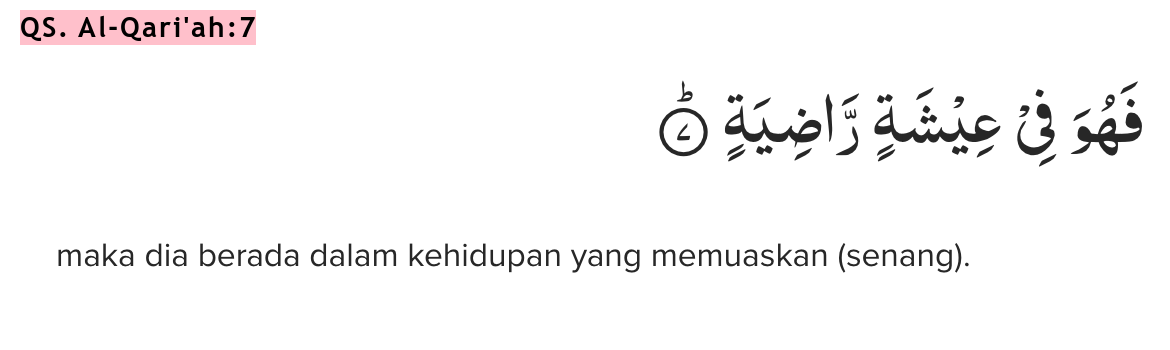 QS. Al-Qari'ah:7
فَهُوَ فِيْ عِيْشَةٍ رَّاضِيَةٍۗ ٧
maka dia berada dalam kehidupan yang memuaskan (senang).